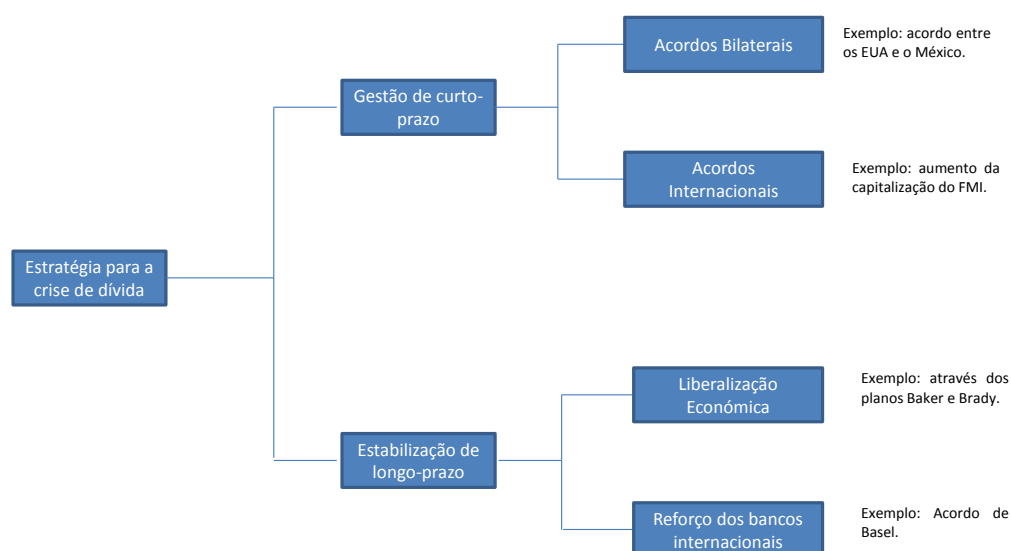 Acordos Bilaterais
Exemplo: acordo entre
os EUA e o México.
Gestão de curto-
prazo
Acordos
Internacionais
Exemplo: aumento da
capitalização do FMI.
Estratégia para a
crise de dívida
Liberalização
Económica
Exemplo: através dos
planos Baker e Brady.
Estabilização de
longo-prazo
Reforço dos bancos
internacionais
Exemplo: Acordo de
Basel.